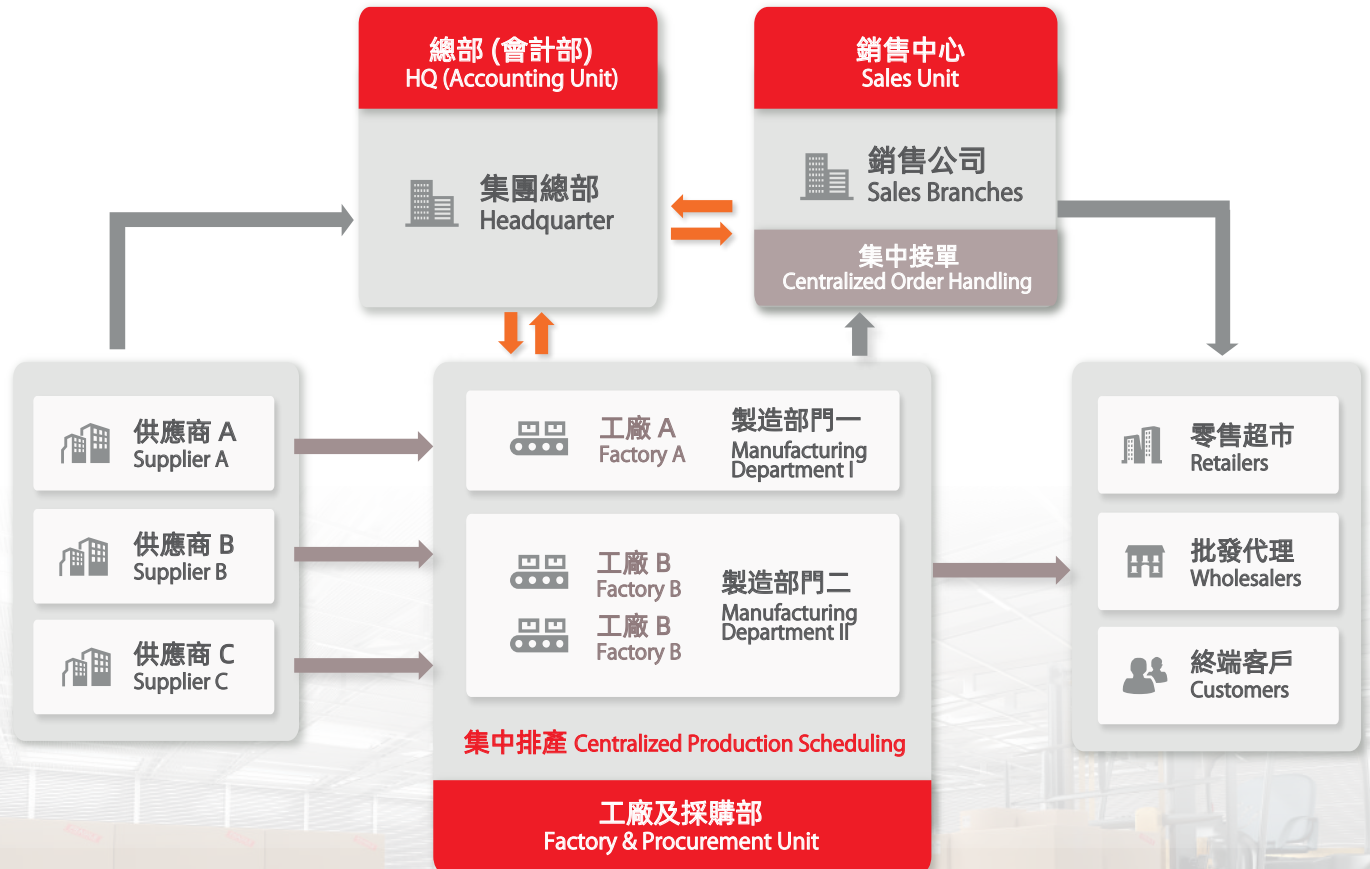 總部 (會計部)
HQ (Accounting Unit)
集團總部
Headquarter
銷售中心
Sales Unit
銷售公司
Sales Branches
集中接單
Centralized Order Handling
供應商 A
Supplier A
供應商 B
Supplier B
供應商 C
Supplier C
工廠 A
Factory A
製造部門一
Manufacturing
Department I
工廠 B
Factory B
工廠 B
Factory B
製造部門二
Manufacturing
Department II
集中排產 Centralized Production Scheduling
工廠及採購部
Factory & Procurement Unit
零售超市
Retailers
批發代理
Wholesalers
終端客戶
Customers